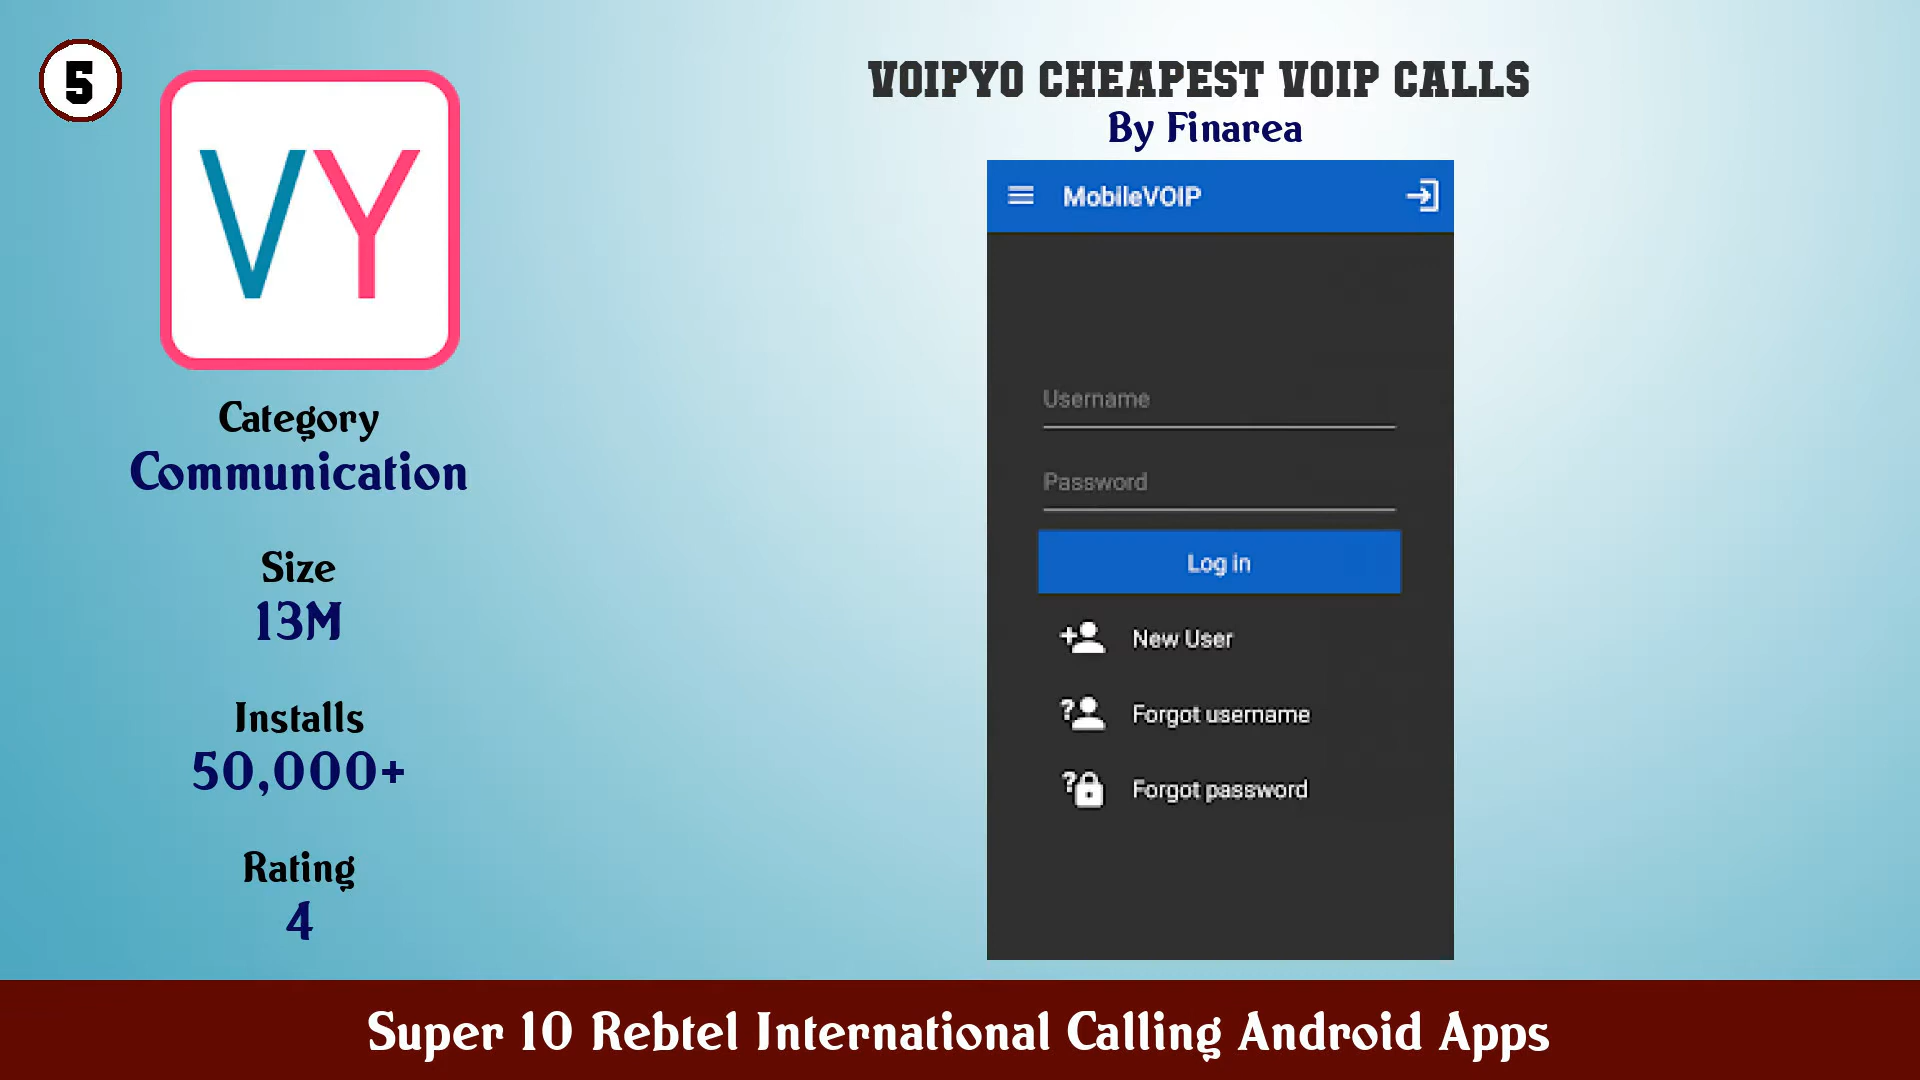 5
VY
Category
Communication
Size
13M
Installs
50,000+
Rating
4
VOIPYO CHEAPEST VOIP CALLS
By Finarea
MobileVOIP
Username
Password
Log in
New User
Forgot username
Forgot password
Super 10 Rebtel International Calling Android Apps